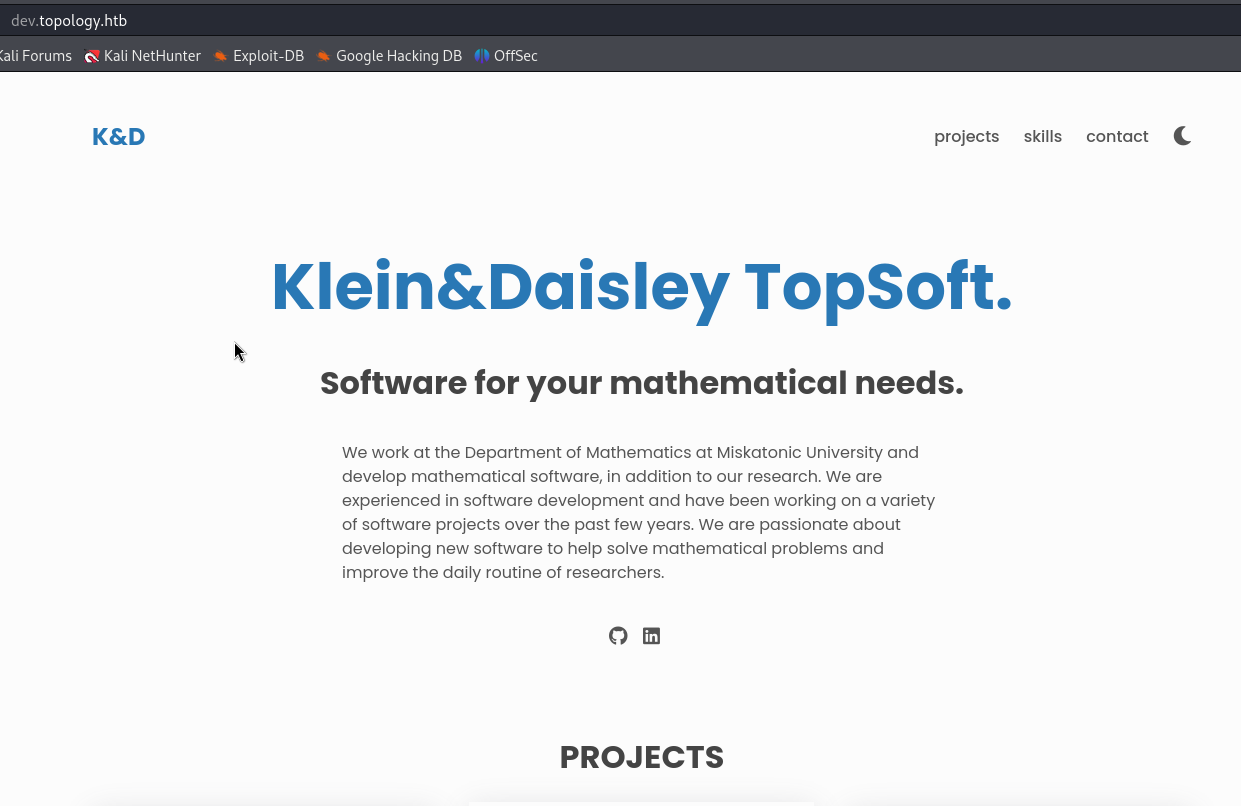 dev.topology.htb
Kali Forums Kali NetHunter Exploit-DB Google Hacking DB OffSec
K&D projects skills contact
Klein&Daisley TopSoft.
Software for your mathematical needs.
We work at the Department of Mathematics at Miskatonic University and
develop mathematical software, in addition to our research. We are
experienced in software development and have been working on a variety
of software projects over the past few years. We are passionate about
developing new software to help solve mathematical problems and
improve the daily routine of researchers.
in
PROJECTS